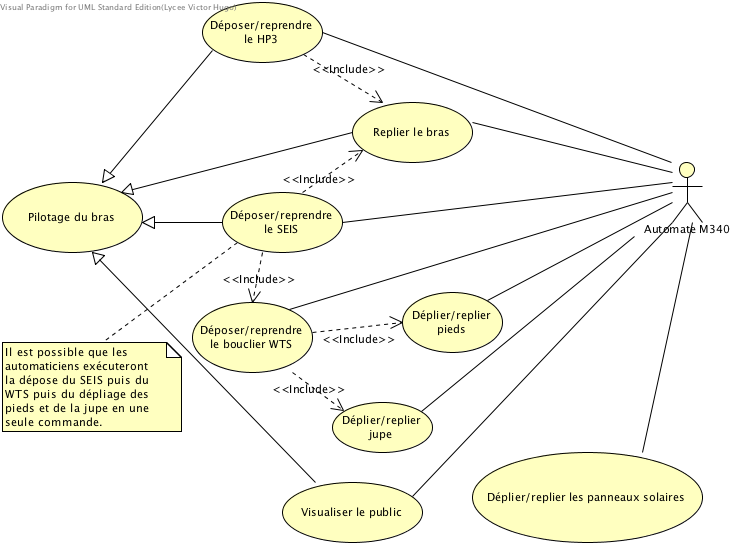 Visual Paradigm for UML Standard Edition(Lycee Victor Hugo)
Déposer/reprendre
le HP3
<<Include>>
Replier le bras
<<Include>>
Pilotage du bras
Déposer/reprendre
le SEIS
Automate M340
<<Include>>
Déposer/reprendre
le bouclier WTS
Déplier/replier
pieds
<<Include>>
Il est possible que les
automaticiens exécuteront
la dépose du SEIS puis du
WTS puis du dépliage des
pieds et de la jupe en une
seule commande.
<<Include>>
Déplier/replier
jupe
Visualiser le public
Déplier/replier les panneaux solaires